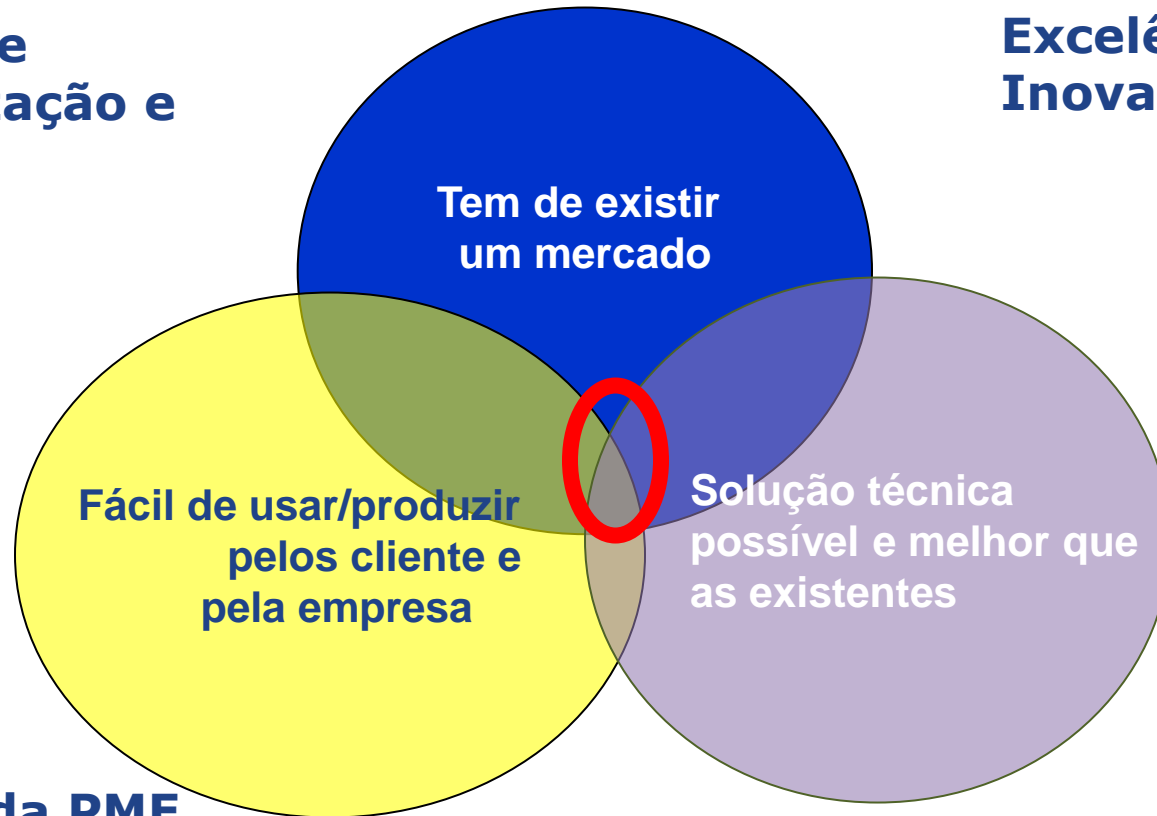 e
ação e
Excelê
Inova
Tem de existir
um mercado
Fácil de usar/produzir
pelos cliente e
pela empresa
Solução técnica
possível e melhor que
as existentes
da PME